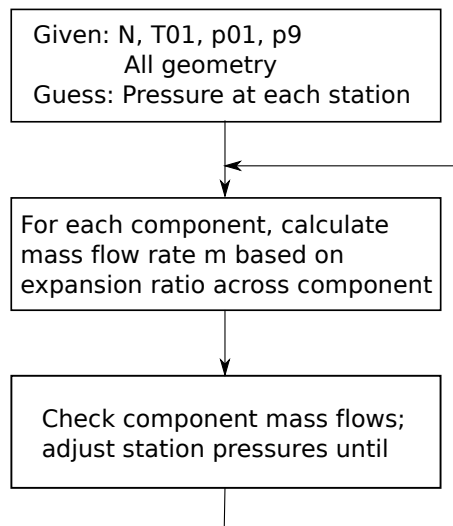 Given: N, T01, p01, p9
All geometry
Guess: Pressure at each station
For each component, calculate
mass flow rate m based on
expansion ratio across component
Check component mass flows;
adjust station pressures until